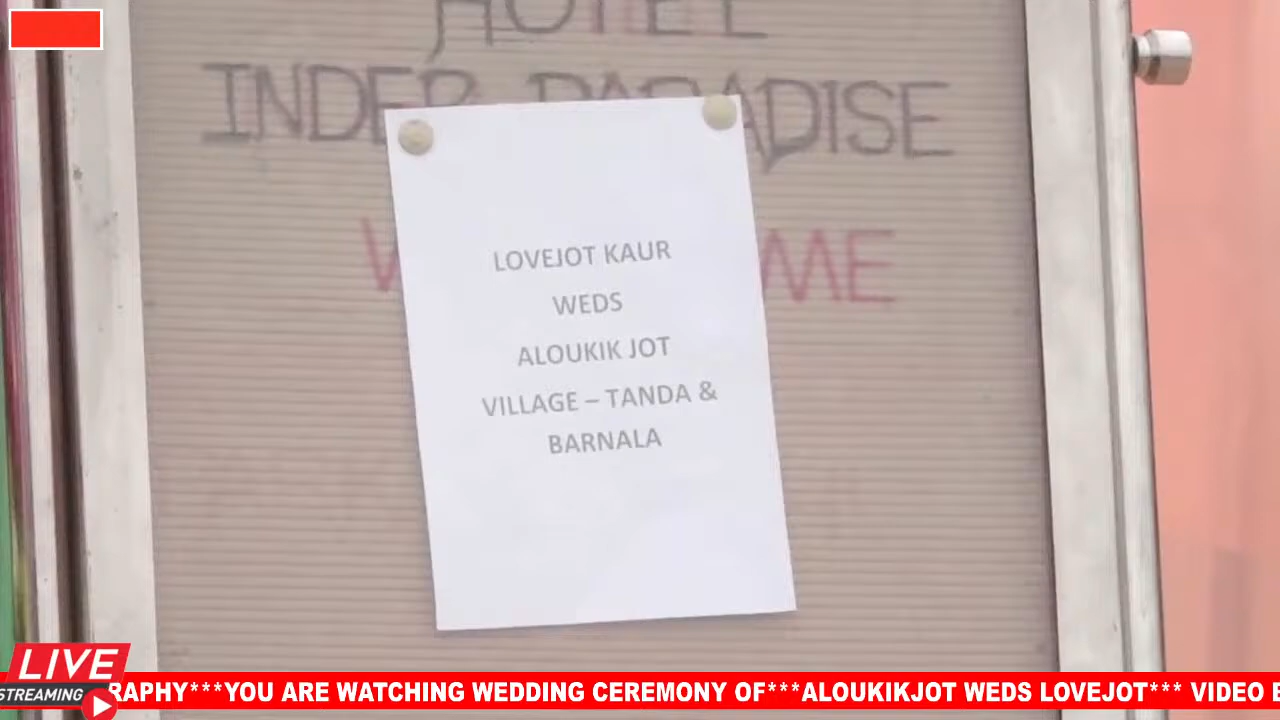 HOTEL
INDER PARADISE
LOVEJOT KAUR
WEDS
ALOUKIK JOT
VILLAGE – TANDA &
BARNALA
LIVE
STREAMING
RAPHY***YOU ARE WATCHING WEDDING CEREMONY OF***ALOUKIKJOT WEDS LOVEJOT*** VIDEO